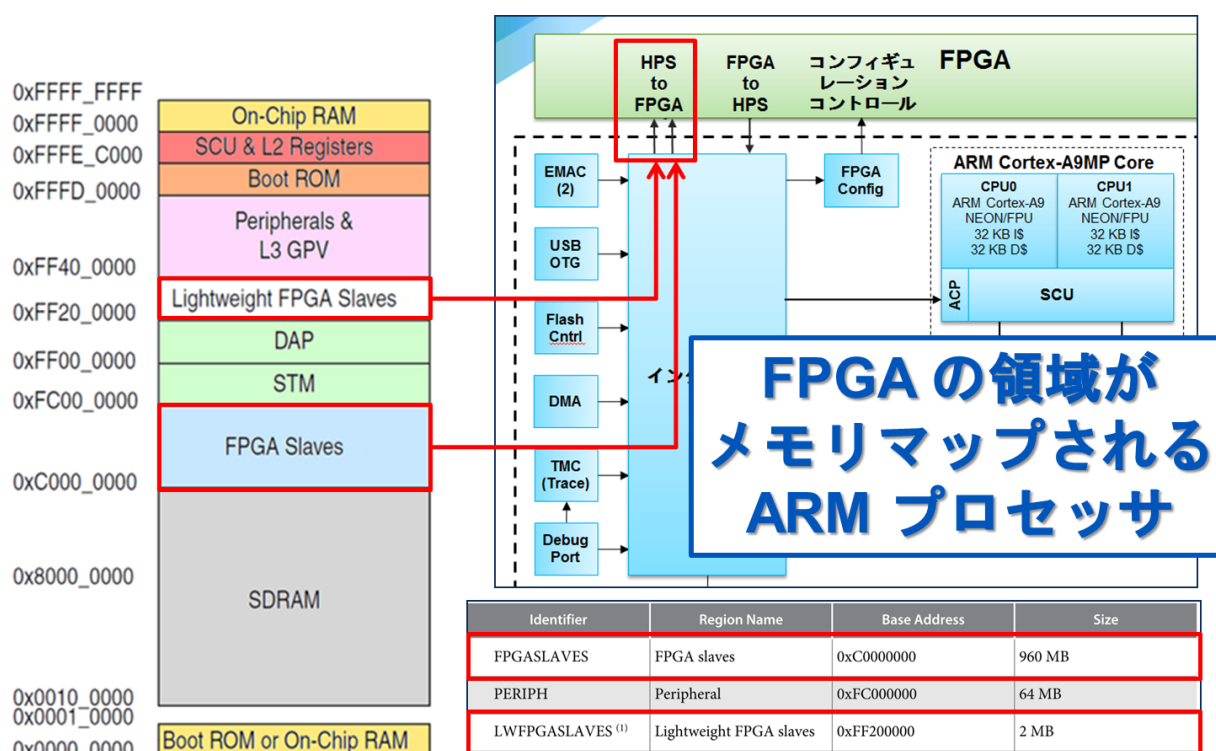 0xFFFF_FFFF
0xFFFF_0000
0xFFFE_C000
0xFFFD_0000
0xFF40_0000
0xFF20_0000
0xFF00_0000
0xFC00_0000
0xC000_0000
0x8000_0000
0x0010_0000
0x0001_0000
0x0000_0000
On-Chip RAM
SCU & L2 Registers
Boot ROM
Peripherals &
L3 GPV
Lightweight FPGA Slaves
DAP
STM
FPGA Slaves
SDRAM
Boot ROM or On-Chip RAM
FPGA
HPS
to
FPGA
FPGA
to
HPS
コンフィギュ
レーション
コントロール
EMAC
(2)
USB
OTG
Flash
Cntrl
DMA
TMC
(Trace)
Debug
Port
FPGA
Config
ARM Cortex-A9MP Core
CPU0
ARM Cortex-A9
NEON/FPU
32 KB I$
32 KB D$
CPU1
ARM Cortex-A9
NEON/FPU
32 KB I$
32 KB D$
ACP
SCU
イン
FPGA の領域が
メモリマップされる
ARM プロセッサ
Identifier Region Name Base Address Size
FPGASLAVES FPGA slaves 0xC0000000 960 MB
PERIPH Peripheral 0xFC000000 64 MB
LWFPGASLAVES (1) Lightweight FPGA slaves 0xFF200000 2 MB